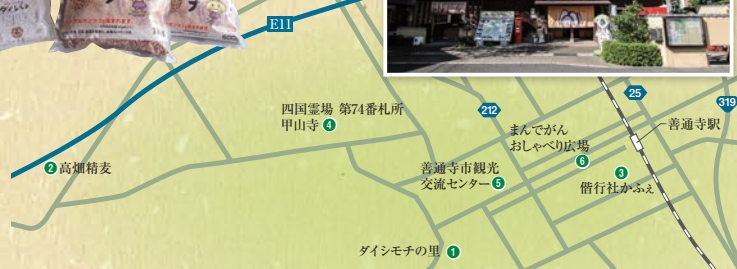 E11
四国霊場 第74番札所
甲山寺 4
212
25
319
まんでがん
おしゃべり広場
6
善通寺駅
2 高畑精麦
善通寺市観光
交流センター 5
3
偕行社かふぇ
ダイシモチの里 1